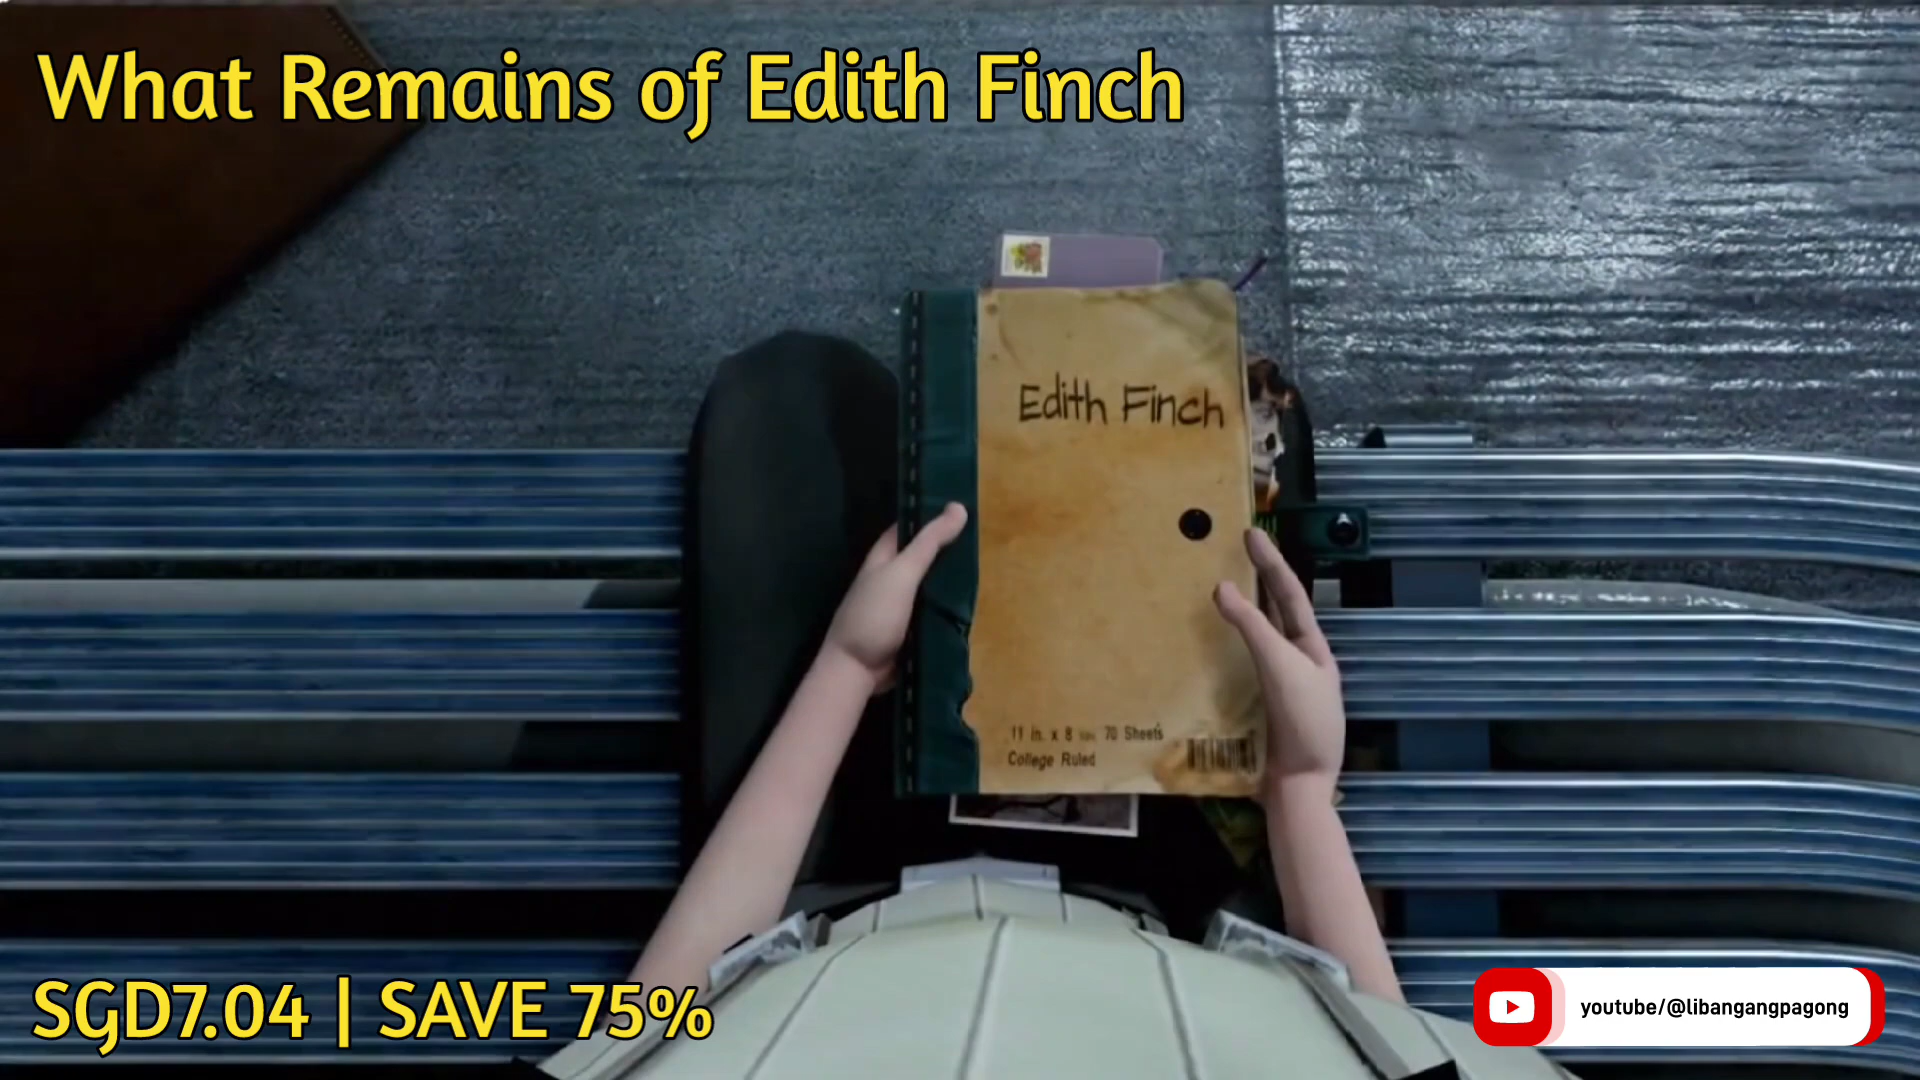 What Remains of Edith Finch
Edith Finch
11 in. x 8 70 Sheets
College Ruled
SGD7.04 | SAVE 75%
youtube/@libangangpagong